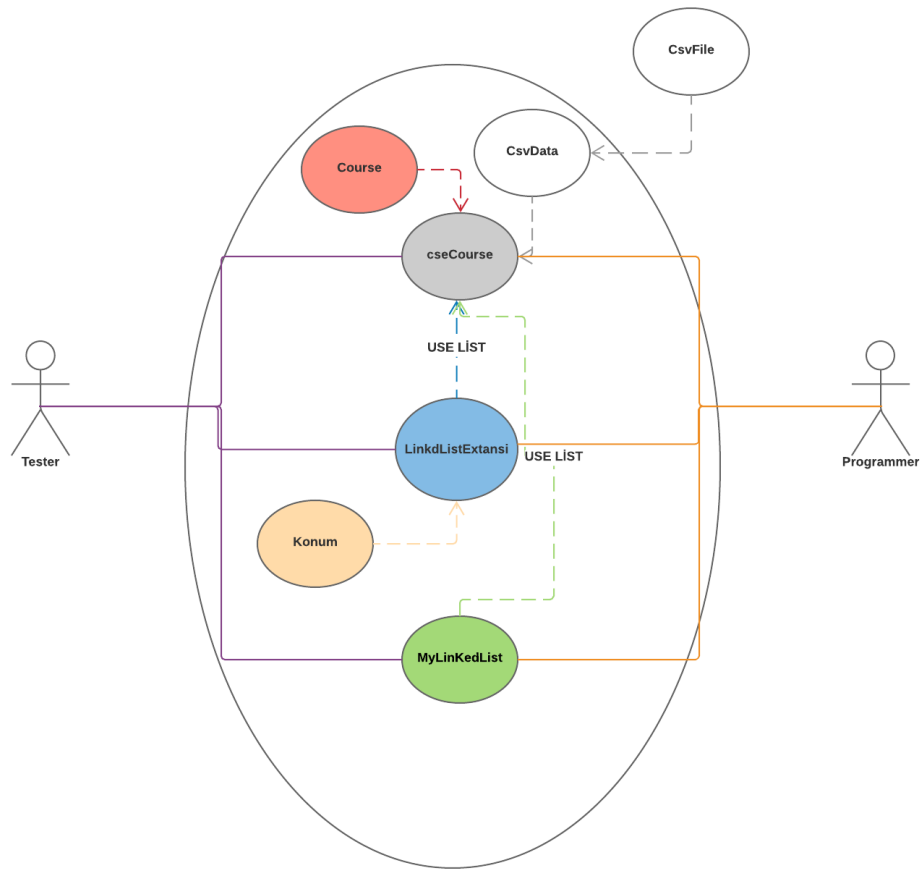 CsvFile
CsvData
Course
cseCourse
USE LİST
LinkdListExtansi
USE LİST
Tester
Programmer
Konum
MyLinKedList